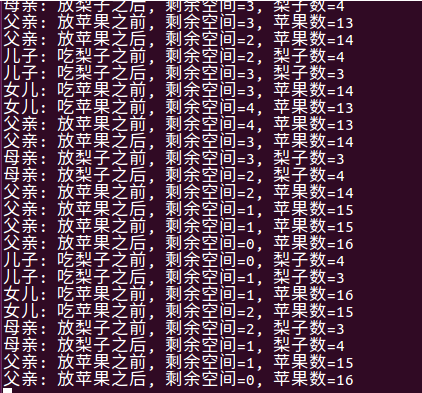 母亲: 放梨子之后, 剩余空间=3, 梨子数=4
父亲: 放苹果之前, 剩余空间=3, 苹果数=13
父亲: 放苹果之后, 剩余空间=2, 苹果数=14
儿子: 吃梨子之前, 剩余空间=2, 梨子数=4
儿子: 吃梨子之后, 剩余空间=3, 梨子数=3
女儿: 吃苹果之前, 剩余空间=3, 苹果数=14
女儿: 吃苹果之后, 剩余空间=4, 苹果数=13
父亲: 放苹果之前, 剩余空间=4, 苹果数=13
父亲: 放苹果之后, 剩余空间=3, 苹果数=14
母亲: 放梨子之前, 剩余空间=3, 梨子数=3
母亲: 放梨子之后, 剩余空间=2, 梨子数=4
父亲: 放苹果之前, 剩余空间=2, 苹果数=14
父亲: 放苹果之后, 剩余空间=1, 苹果数=15
父亲: 放苹果之前, 剩余空间=1, 苹果数=15
父亲: 放苹果之后, 剩余空间=0, 苹果数=16
儿子: 吃梨子之前, 剩余空间=0, 梨子数=4
儿子: 吃梨子之后, 剩余空间=1, 梨子数=3
女儿: 吃苹果之前, 剩余空间=1, 苹果数=16
女儿: 吃苹果之后, 剩余空间=2, 苹果数=15
母亲: 放梨子之前, 剩余空间=2, 梨子数=3
母亲: 放梨子之后, 剩余空间=1, 梨子数=4
父亲: 放苹果之前, 剩余空间=1, 苹果数=15
父亲: 放苹果之后, 剩余空间=0, 苹果数=16